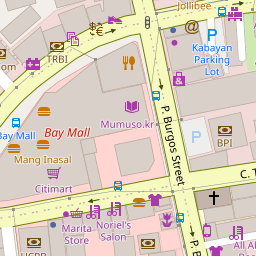 Jollibee
Kabayan
Parking
Lot
TRBI
Mumuso.kr
Bay Mall
Bay Mall
Mang Inasal
Citimart
P. Burgos Street
P
BPI
C. T
Marita
Store
Noriel's
Salon
P. Bu
All A